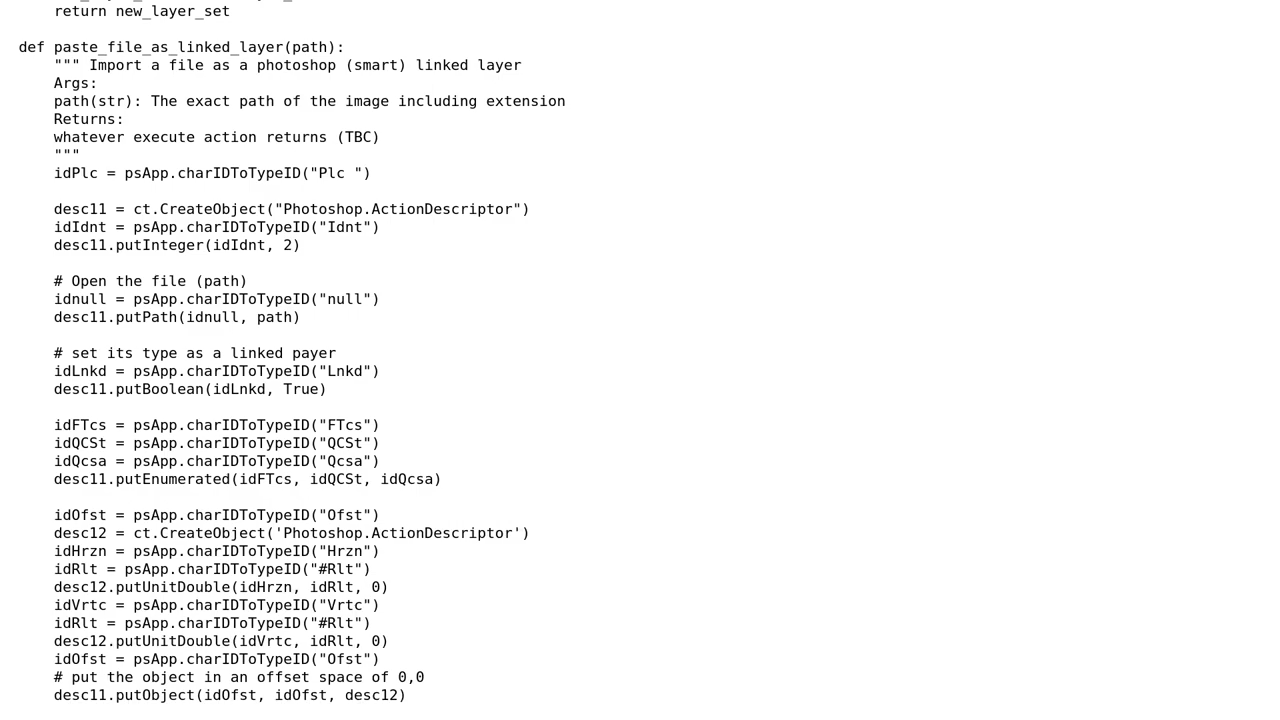 return new_layer_set
def paste_file_as_linked_layer(path):
""" Import a file as a photoshop (smart) linked layer
Args:
path(str): The exact path of the image including extension
Returns:
whatever execute action returns (TBC)
"""
idPlc = psApp.charIDToTypeID("Plc ")
desc11 = ct.CreateObject("Photoshop.ActionDescriptor")
idIdnt = psApp.charIDToTypeID("Idnt")
desc11.putInteger(idIdnt, 2)
# Open the file (path)
idnull = psApp.charIDToTypeID("null")
desc11.putPath(idnull, path)
# set its type as a linked payer
idLnkd = psApp.charIDToTypeID("Lnkd")
desc11.putBoolean(idLnkd, True)
idFTcs = psApp.charIDToTypeID("FTcs")
idQCSt = psApp.charIDToTypeID("QCSt")
idQcsa = psApp.charIDToTypeID("Qcsa")
desc11.putEnumerated(idFTcs, idQCSt, idQcsa)
idOfst = psApp.charIDToTypeID("Ofst")
desc12 = ct.CreateObject('Photoshop.ActionDescriptor')
idHrzn = psApp.charIDToTypeID("Hrzn")
idRlt = psApp.charIDToTypeID("#Rlt")
desc12.putUnitDouble(idHrzn, idRlt, 0)
idVrtc = psApp.charIDToTypeID("Vrtc")
idRlt = psApp.charIDToTypeID("#Rlt")
desc12.putUnitDouble(idVrtc, idRlt, 0)
idOfst = psApp.charIDToTypeID("Ofst")
# put the object in an offset space of 0,0
desc11.putObject(idOfst, idOfst, desc12)